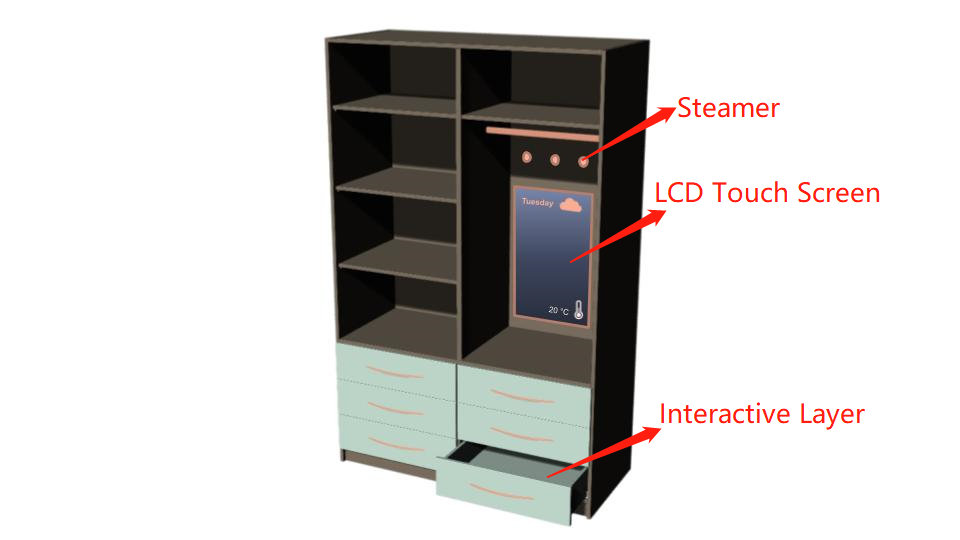 Steamer
LCD Touch Screen
Tuesday
20 °C
Interactive Layer